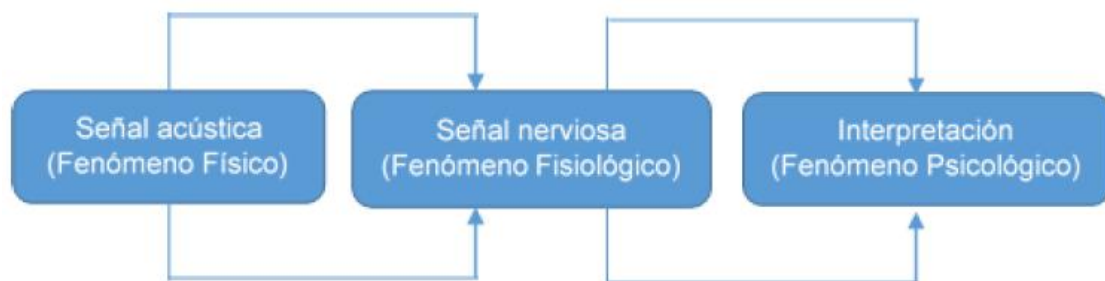 Señal acústica
(Fenómeno Físico)
Señal nerviosa
(Fenómeno Fisiológico)
Interpretación
(Fenómeno Psicológico)